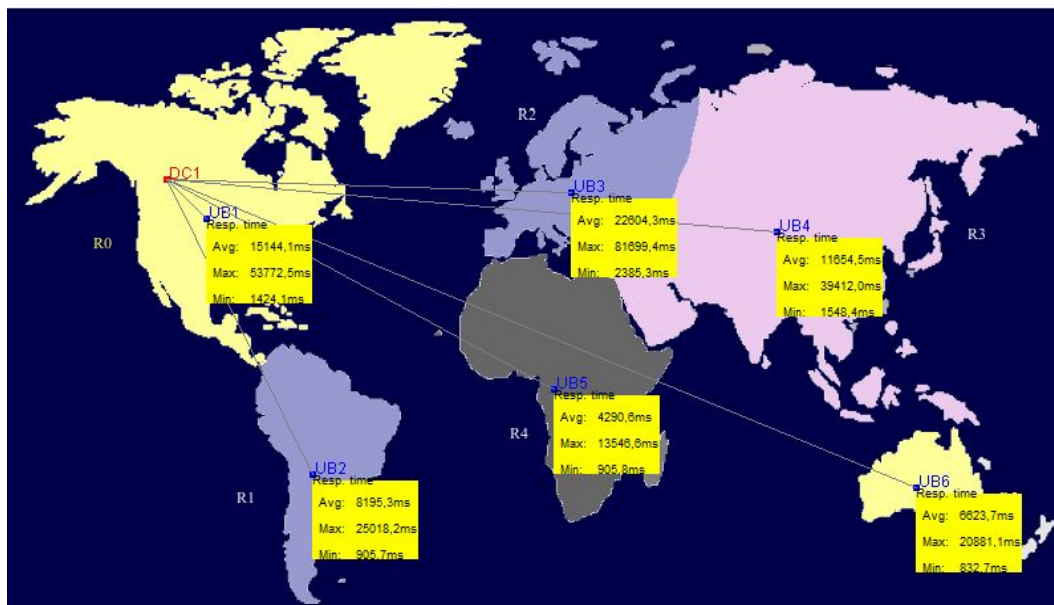 R2
DC1
UB3
Resp. time
Avg: 22604,3ms
Max: 81699,4ms
Min: 2385,3ms
UB1
Resp. time
Avg: 15144,1ms
Max: 53772,5ms
Min: 1424,1ms
R0
UB4
Resp. time
Avg: 11654,5ms
Max: 39412,0ms
Min: 1548,4ms
R3
UB5
Resp. time
Avg: 4290,6ms
Max: 13546,6ms
Min: 905,8ms
R4
UB2
Resp. time
Avg: 8195,3ms
Max: 25018,2ms
Min: 905,7ms
R1
UB6
Resp. time
Avg: 6623,7ms
Max: 20881,1ms
Min: 832,7ms